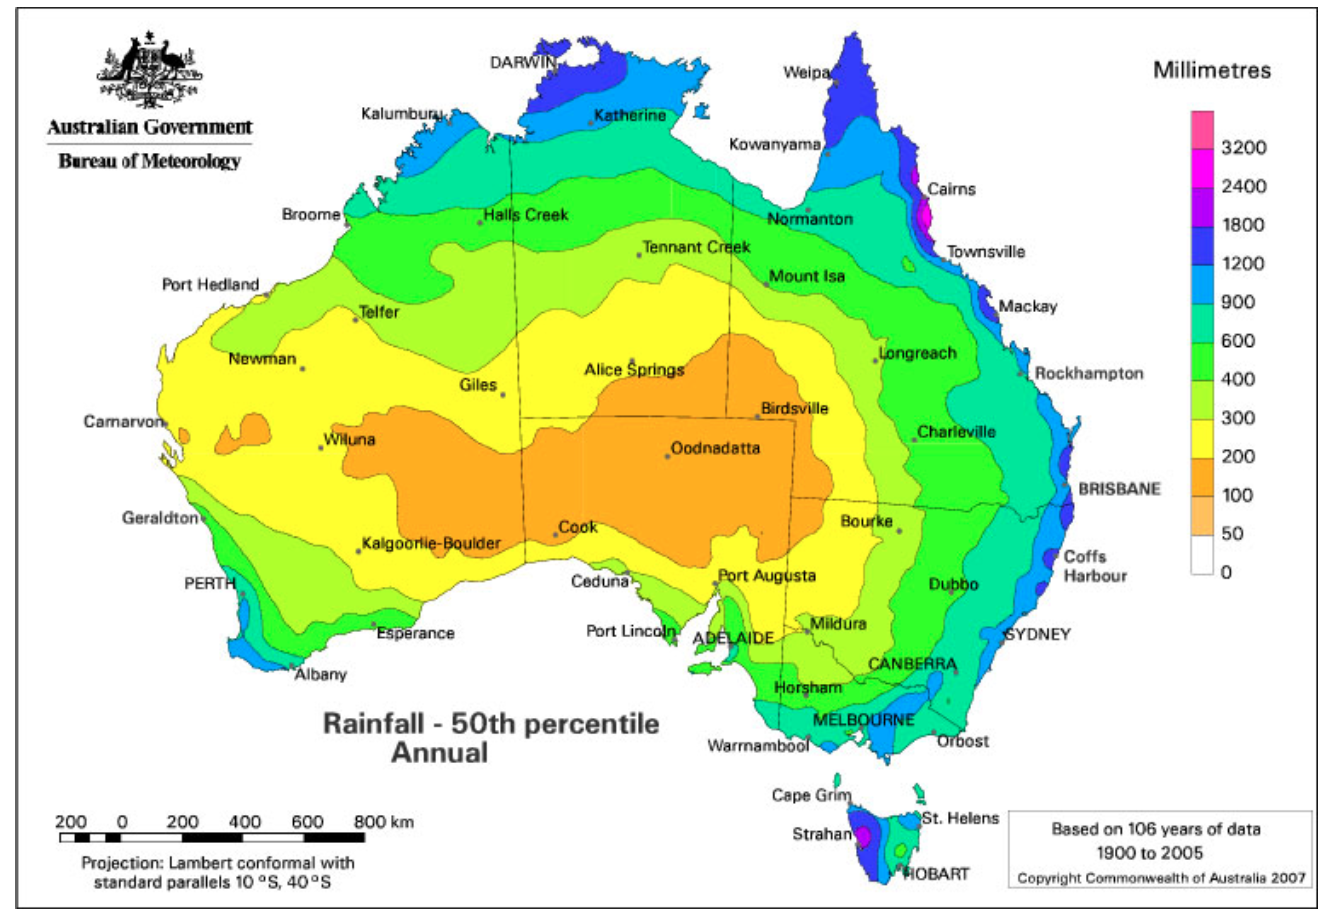 Australian Government
Bureau of Meteorology
Millimetres
3200
2400
1800
1200
900
600
400
300
200
100
50
0
DARWIN
Weipa
Kalumburu
Katherine
Kowanyama
Cairns
Broome
Halls Creek
Normanton
Tennant Creek
Townsville
Port Hedland
Mount Isa
Telfer
Mackay
Newman
Alice Springs
Longreach
Rockhampton
Giles
Birdsville
Carnarvon
Wiluna
Charleville
Oodnadatta
BRISBANE
Geraldton
Cook
Bourke
Kalgoorlie-Boulder
Coffs
Harbour
PERTH
Ceduna
Port Augusta
Dubbo
Esperance
Port Lincoln
ADELAIDE
Mildura
SYDNEY
Albany
CANBERRA
Horsham
MELBOURNE
Warrnambool
Orbost
Rainfall - 50th percentile
Annual
Cape Grim
St. Helens
Strahan
HOBART
200 0 200 400 600 800 km
Projection: Lambert conformal with
standard parallels 10 °S, 40°S
Based on 106 years of data
1900 to 2005
Copyright Commonwealth of Australia 2007